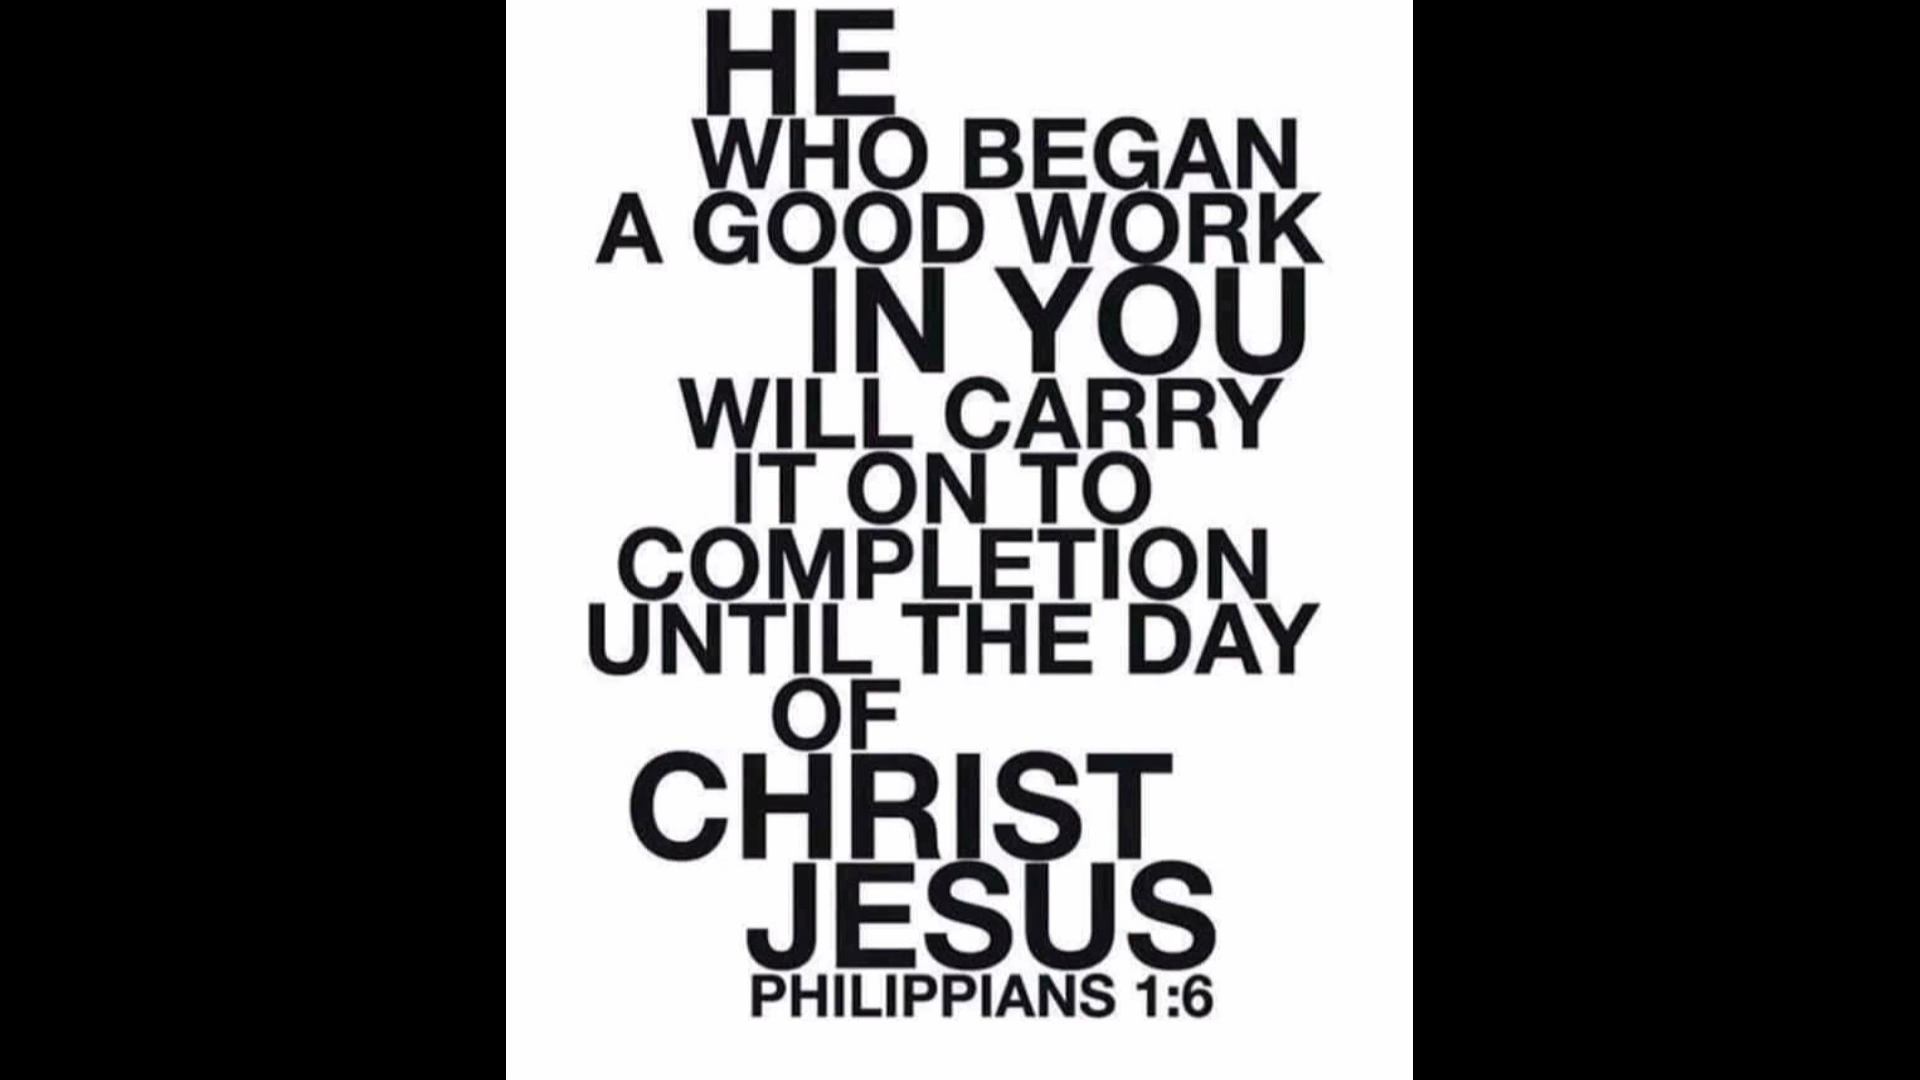 HE
WHO BEGAN
A GOOD WORK
IN YOU
WILL CARRY
IT ON TO
COMPLETION
UNTIL THE DAY
OF
CHRIST
JESUS
PHILIPPIANS 1:6